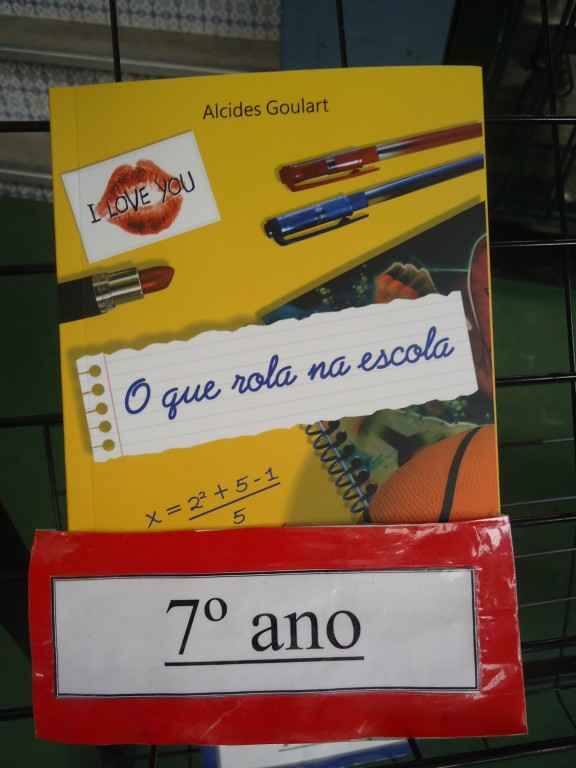 Alcides Goulart
I LOVE YOU
O que rola na escola
x = 2² + 5 - 1
5
7º ano